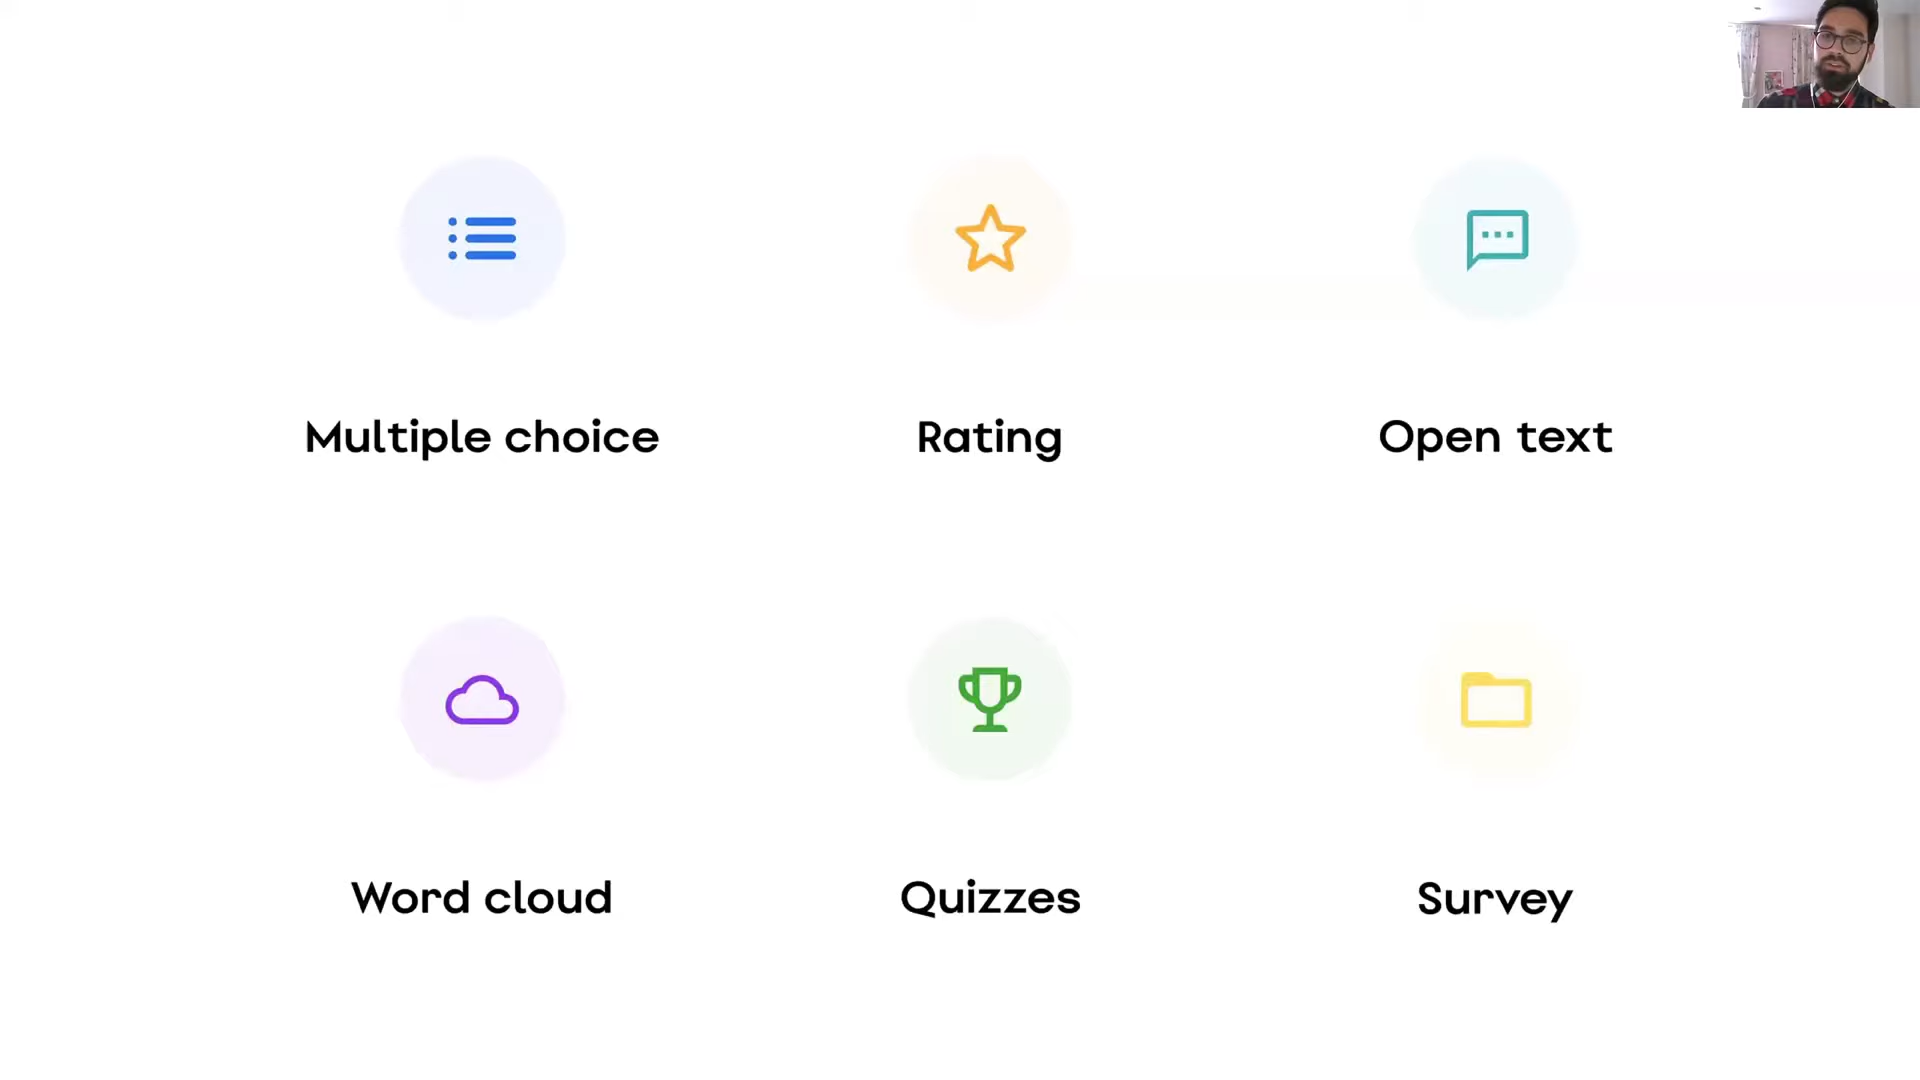 Multiple choice
Rating
Open text
Word cloud
Quizzes
Survey